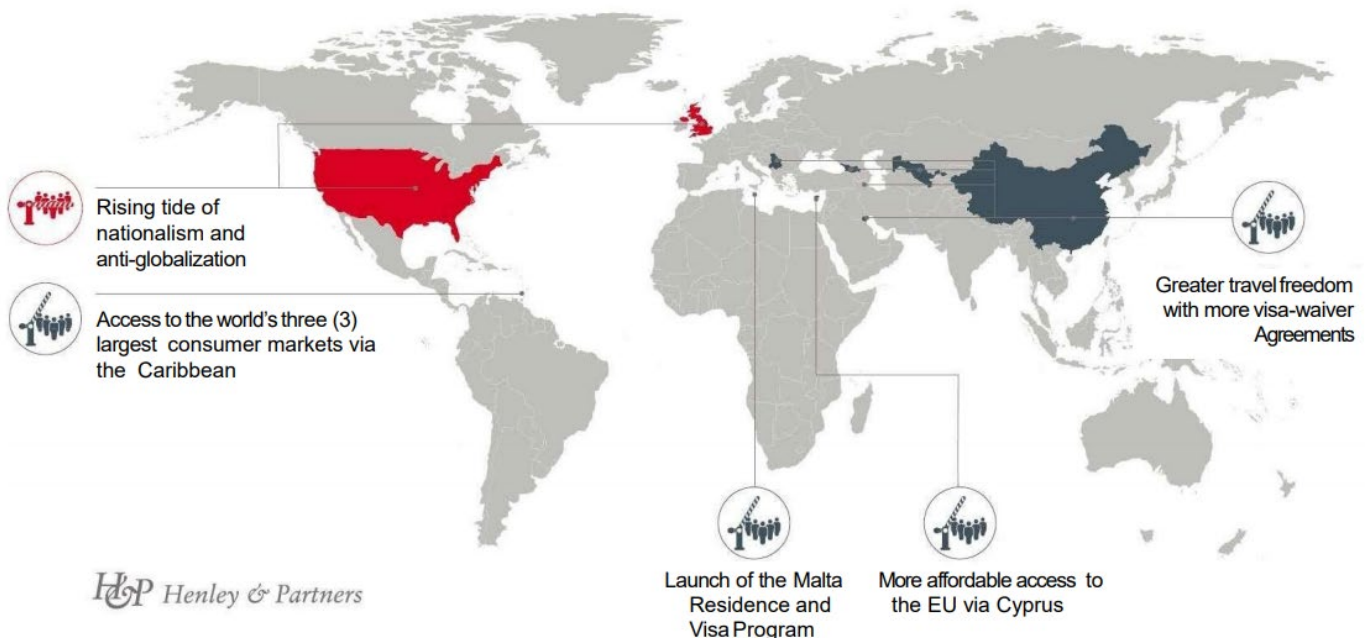 Rising tide of
nationalism and
anti-globalization
Access to the world's three (3)
largest consumer markets via
the Caribbean
Greater travel freedom
with more visa-waiver
Agreements
Launch of the Malta
Residence and
Visa Program
More affordable access to
the EU via Cyprus
H&P Henley & Partners